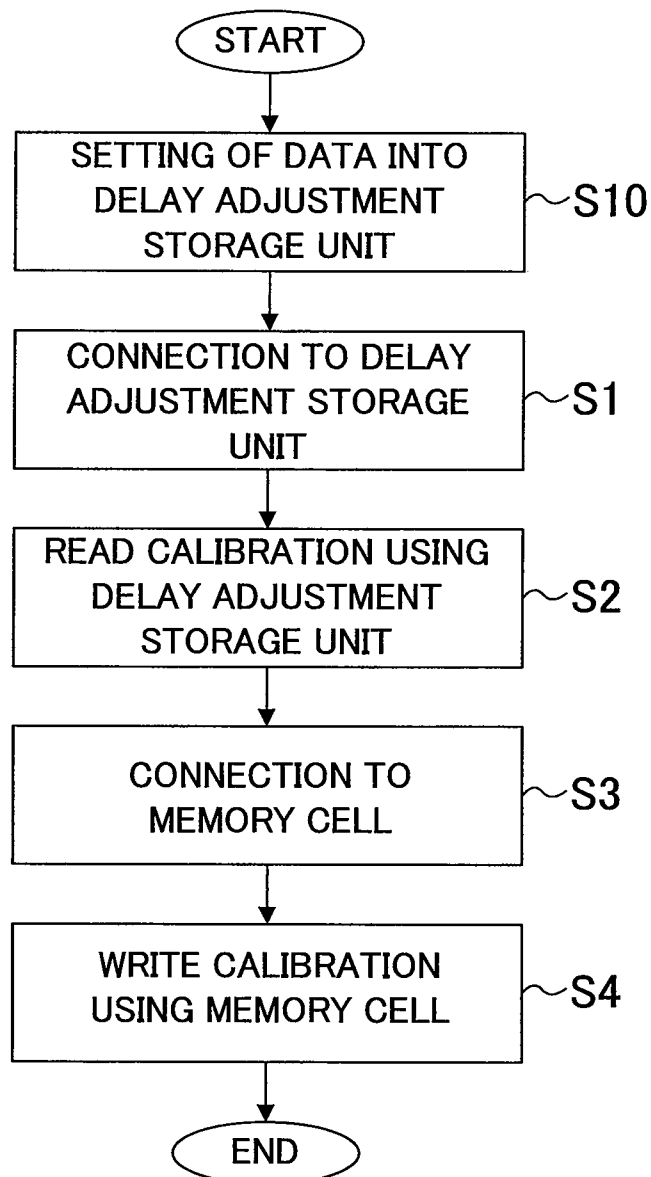 START
SETTING OF DATA INTO
DELAY ADJUSTMENT
STORAGE UNIT
S10
CONNECTION TO DELAY
ADJUSTMENT STORAGE
UNIT
S1
READ CALIBRATION USING
DELAY ADJUSTMENT
STORAGE UNIT
S2
CONNECTION TO
MEMORY CELL
S3
WRITE CALIBRATION
USING MEMORY CELL
S4
END